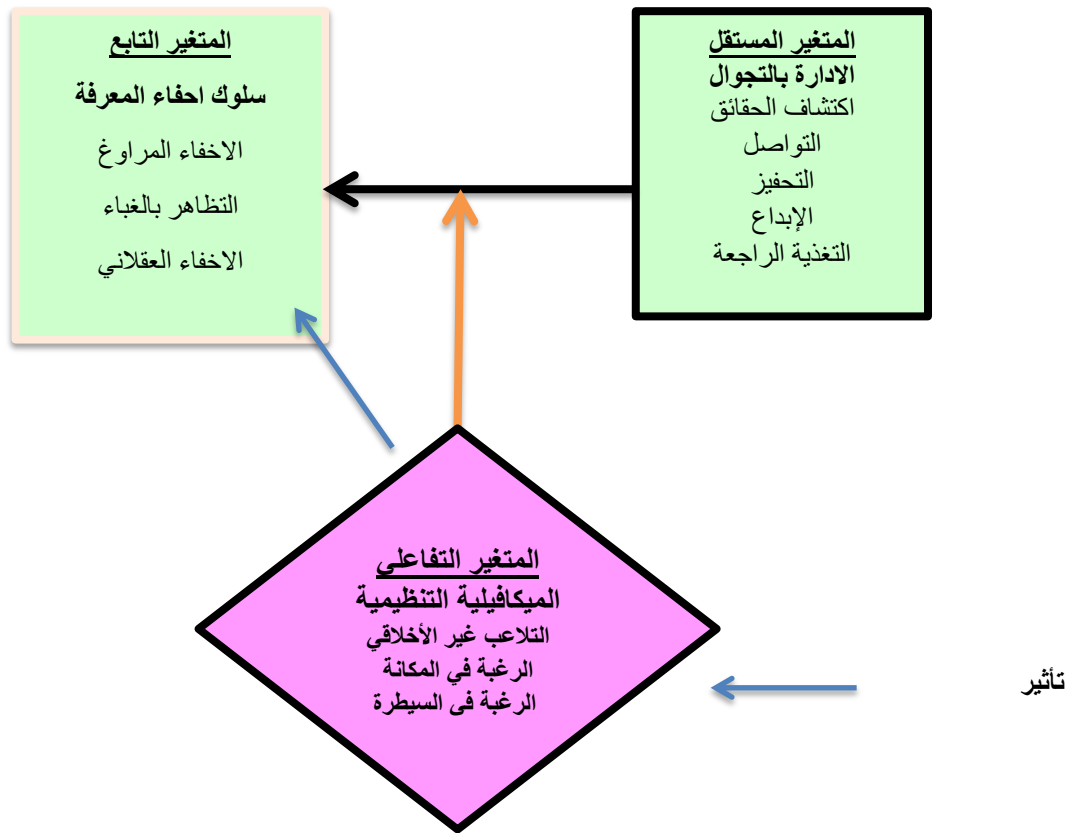 المتغير المستقل
الادارة بالتجوال
اكتشاف الحقائق
التواصل
التحفيز
الإبداع
التغذية الراجعة
المتغير التابع
سلوك احفاء المعرفة
الاخفاء المراوغ
التظاهر بالغباء
الاخفاء العقلاني
المتغير التفاعلي
الميكافيلية التنظيمية
التلاعب غير الأخلاقي
الرغبة في المكانة
الرغبة في السيطرة
تأثير